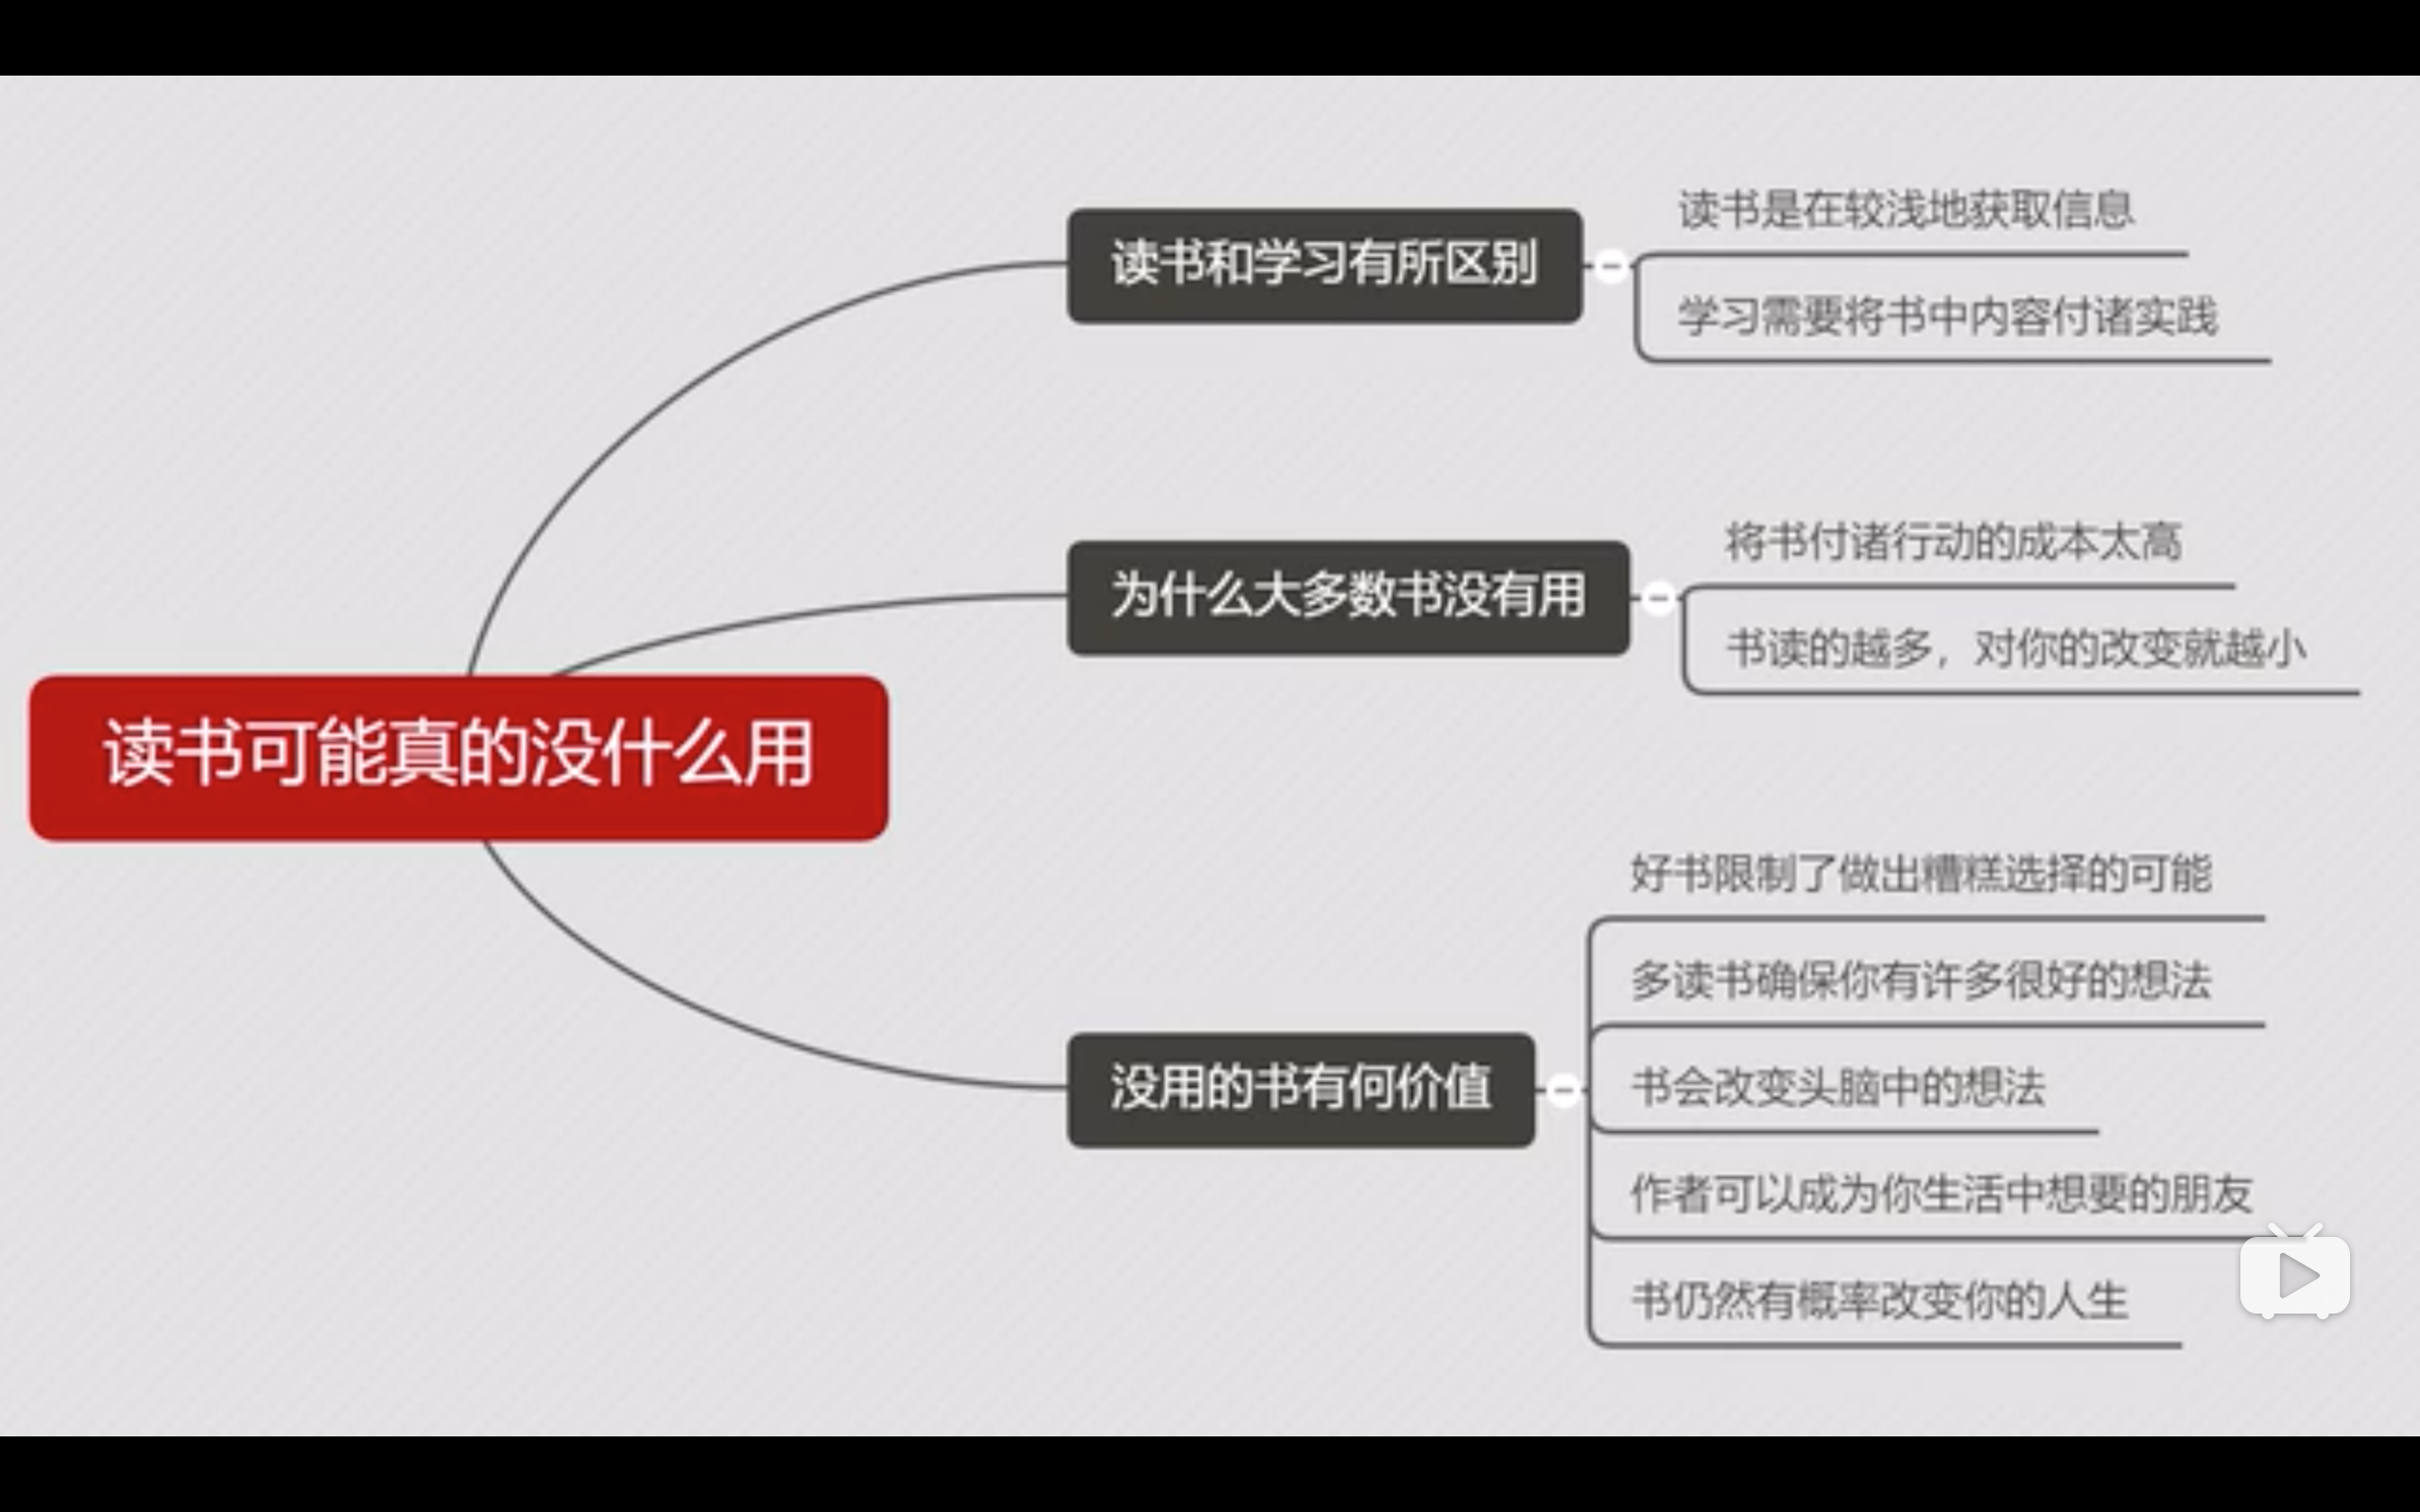 读书可能真的没什么用
读书和学习有所区别
读书是在较浅地获取信息
学习需要将书中内容付诸实践
为什么大多数书没有用
将书付诸行动的成本太高
书读的越多，对你的改变就越小
没用的书有何价值
好书限制了做出糟糕选择的可能
多读书确保你有许多很好的想法
书会改变头脑中的想法
作者可以成为你生活中想要的朋友
书仍然有概率改变你的人生